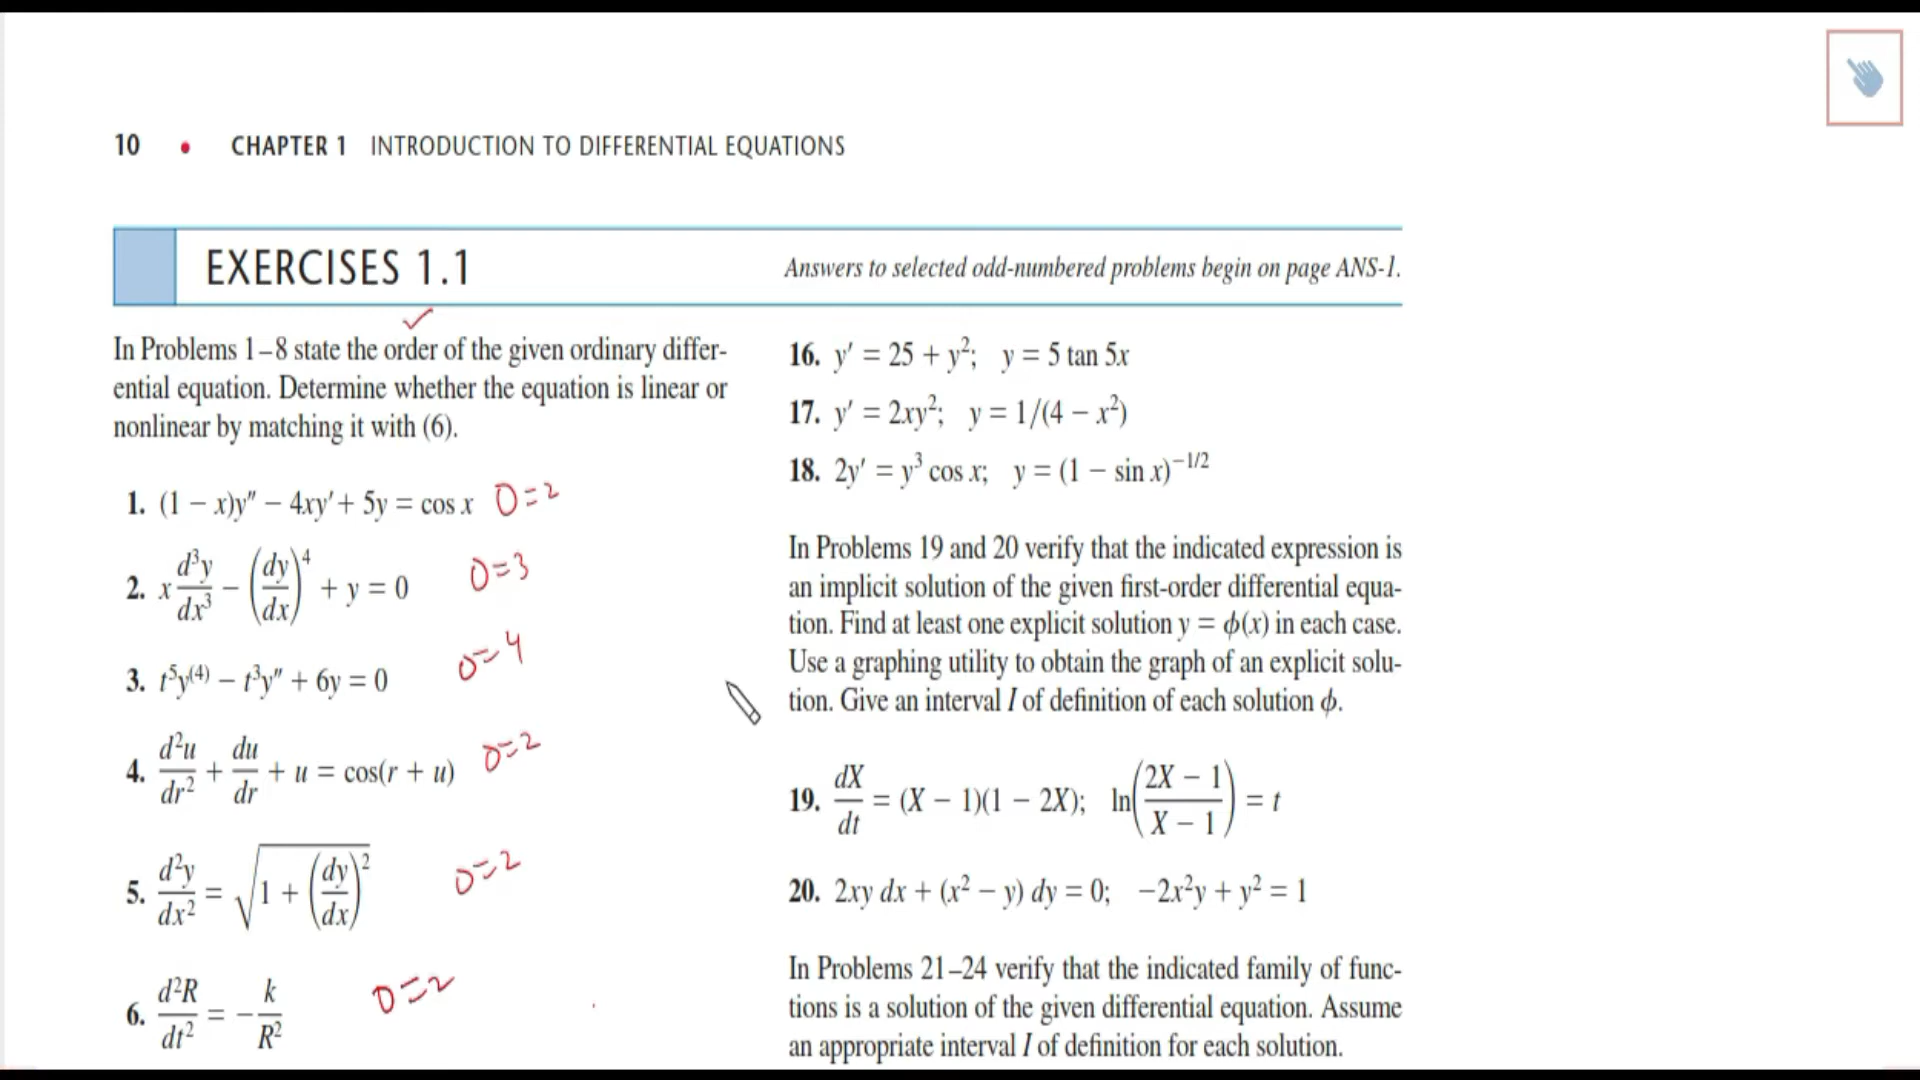 10 • CHAPTER 1 INTRODUCTION TO DIFFERENTIAL EQUATIONS
EXERCISES 1.1
Answers to selected odd-numbered problems begin on page ANS-1.
In Problems 1–8 state the order of the given ordinary differ-
ential equation. Determine whether the equation is linear or
nonlinear by matching it with (6).
1. (1 − x)y″ − 4xy′ + 5y = cos x O=2
2. x d³y/dx³ − (dy/dx)⁴ + y = 0 O=3
3. t⁵y⁽⁴⁾ − t³y″ + 6y = 0 O=4
4. d²u/dr² + du/dr + u = cos(r + u) O=2
5. d²y/dx² = √(1 + (dy/dx)²) O=2
6. d²R/dt² = −k/R² O=2
16. y′ = 25 + y²; y = 5 tan 5x
17. y′ = 2xy²; y = 1/(4 − x²)
18. 2y′ = y³ cos x; y = (1 − sin x)⁻¹/²
In Problems 19 and 20 verify that the indicated expression is
an implicit solution of the given first-order differential equa-
tion. Find at least one explicit solution y = ϕ(x) in each case.
Use a graphing utility to obtain the graph of an explicit solu-
tion. Give an interval I of definition of each solution ϕ.
19. dX/dt = (X − 1)(1 − 2X); ln((2X − 1)/(X − 1)) = t
20. 2xy dx + (x² − y) dy = 0; −2x²y + y² = 1
In Problems 21–24 verify that the indicated family of func-
tions is a solution of the given differential equation. Assume
an appropriate interval I of definition for each solution.